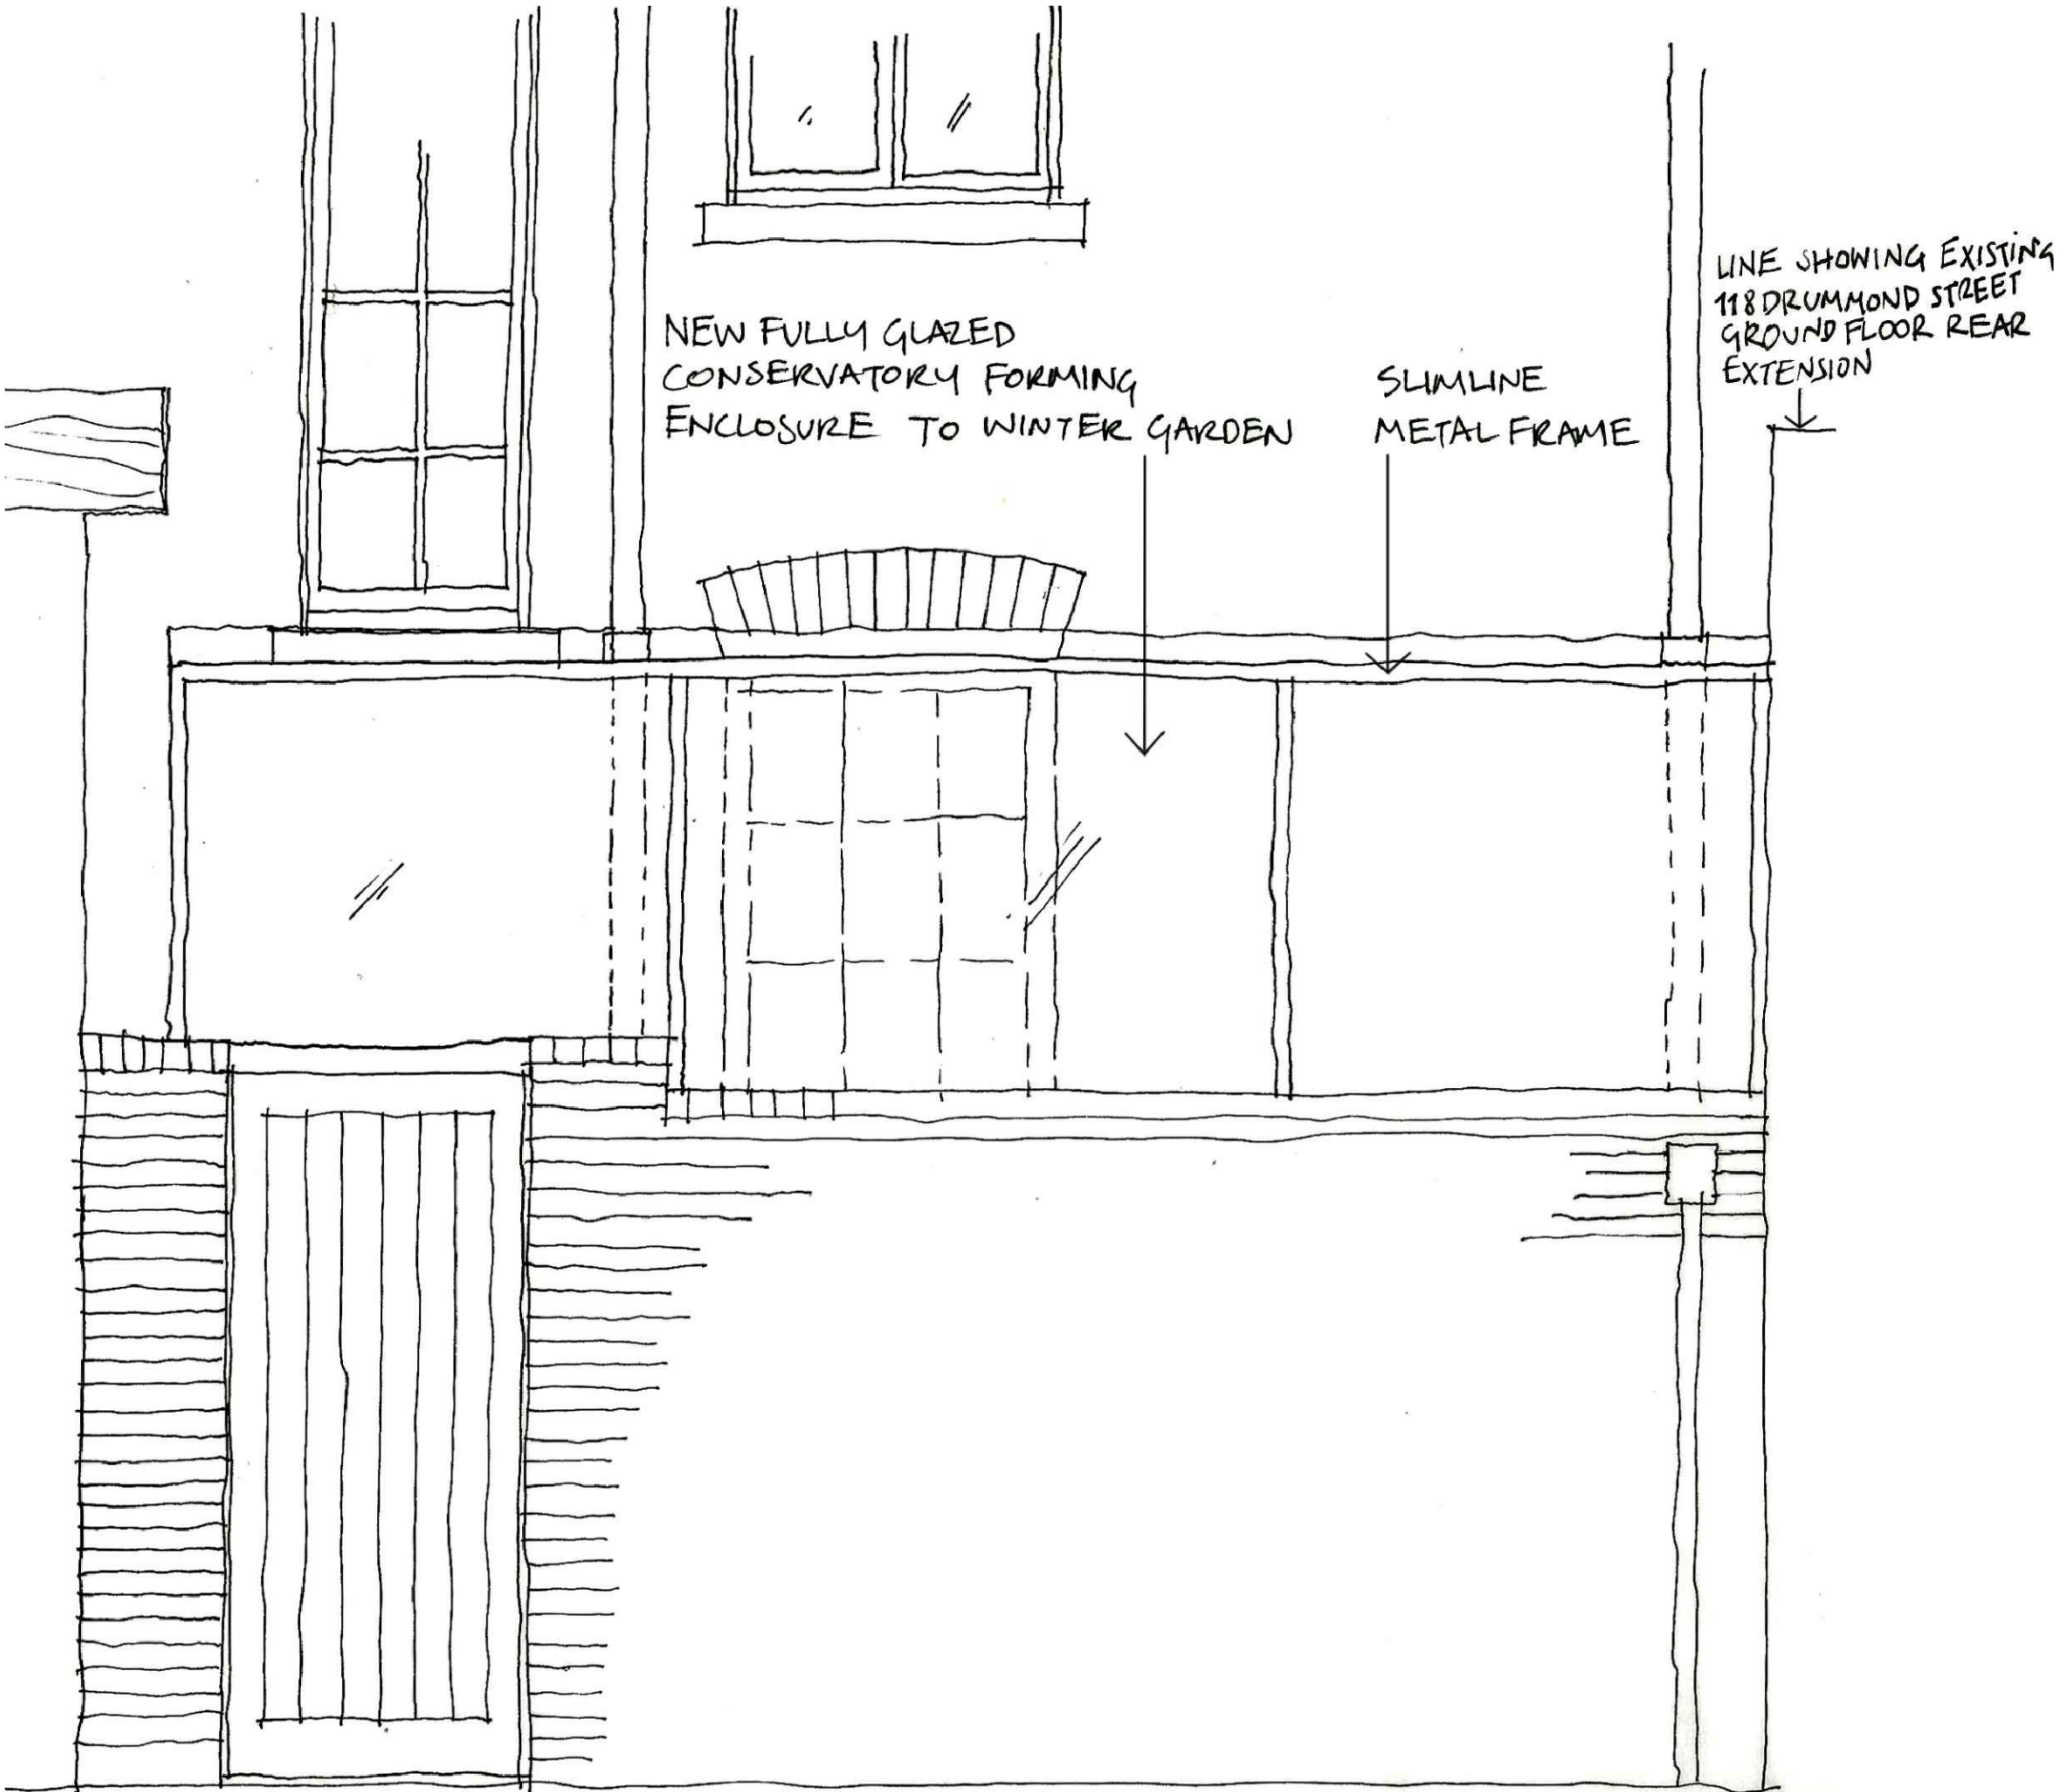 NEW FULLY GLAZED
CONSERVATORY FORMING
ENCLOSURE TO WINTER GARDEN
SLIMLINE
METAL FRAME
LINE SHOWING EXISTING
118 DRUMMOND STREET
GROUND FLOOR REAR
EXTENSION